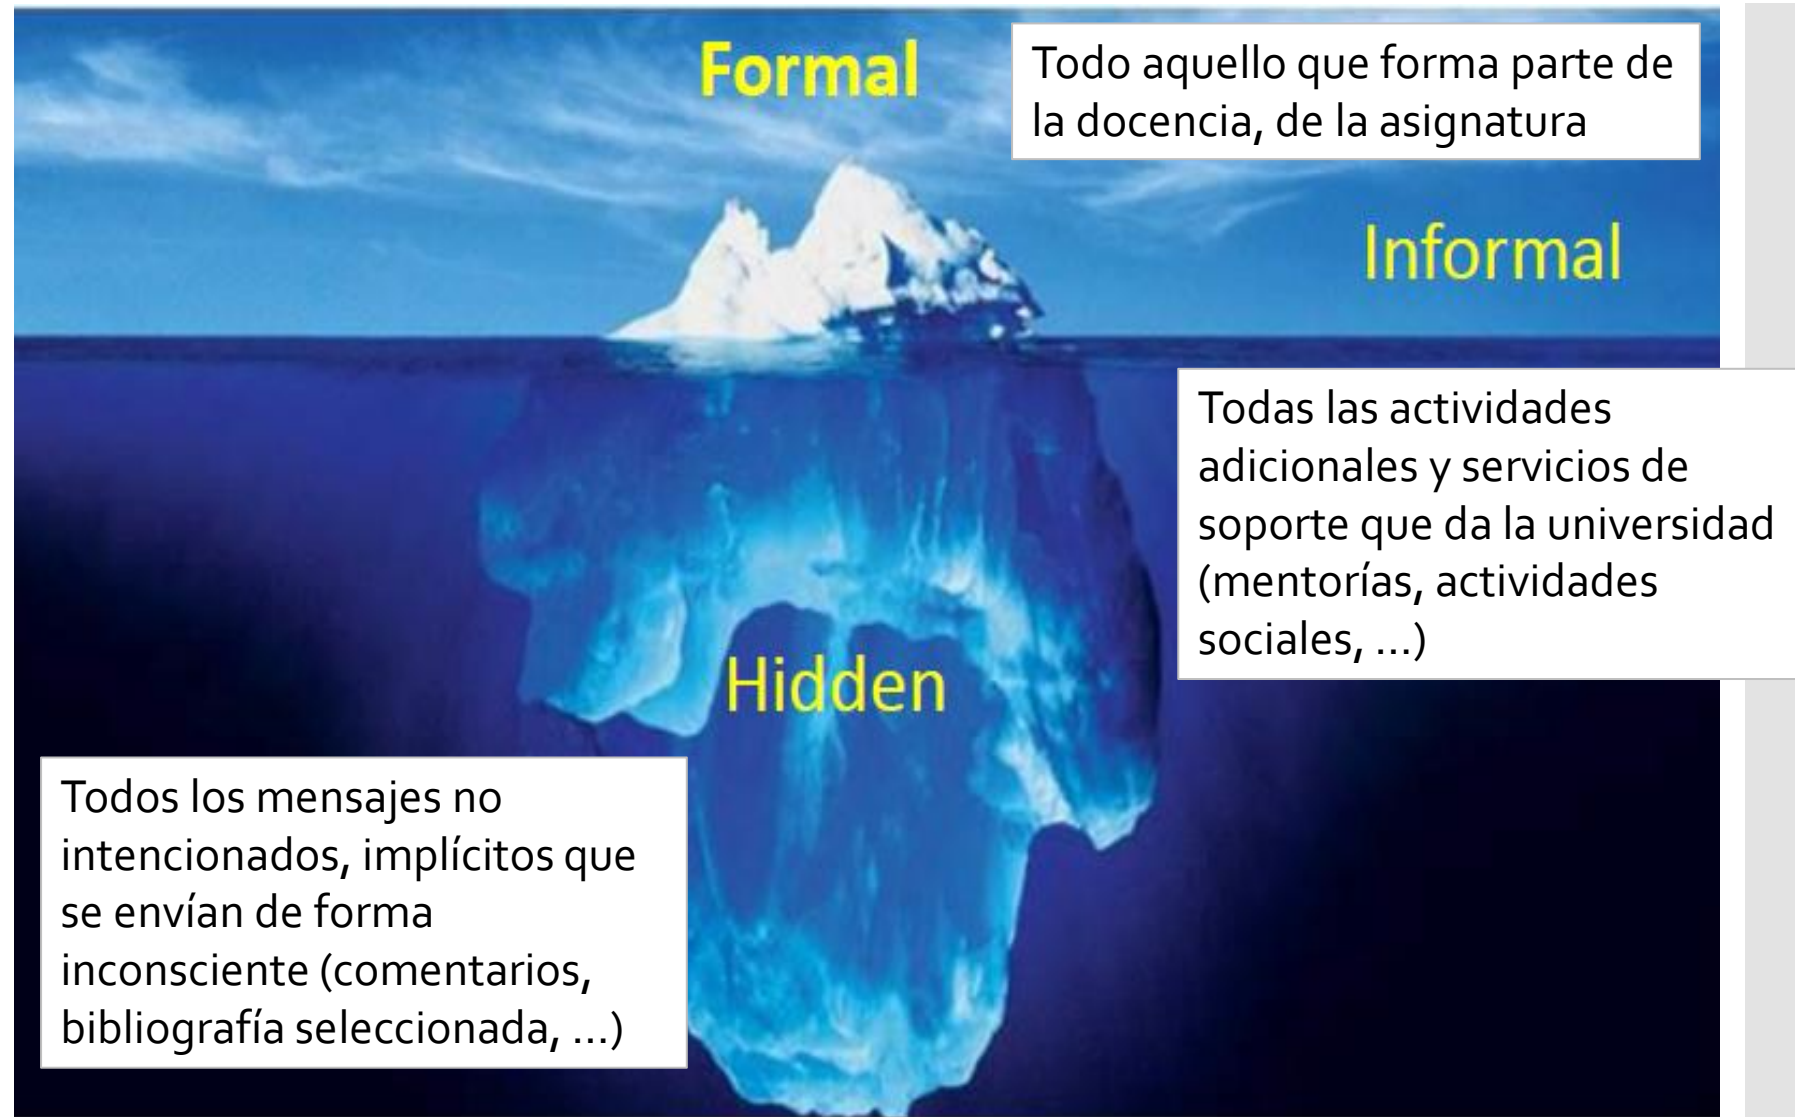 Formal
Todo aquello que forma parte de
la docencia, de la asignatura
Informal
Todas las actividades
adicionales y servicios de
soporte que da la universidad
(mentorías, actividades
sociales, ...)
Hidden
Todos los mensajes no
intencionados, implícitos que
se envían de forma
inconsciente (comentarios,
bibliografía seleccionada, ...)